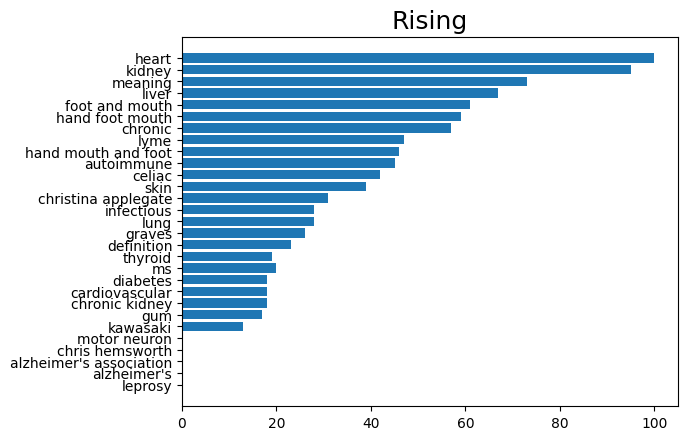 Rising
heart
kidney
meaning
liver
foot and mouth
hand foot mouth
chronic
lyme
hand mouth and foot
autoimmune
celiac
skin
christina applegate
infectious
lung
graves
definition
thyroid
ms
diabetes
cardiovascular
chronic kidney
gum
kawasaki
motor neuron
chris hemsworth
alzheimer's association
alzheimer's
leprosy
0 20 40 60 80 100